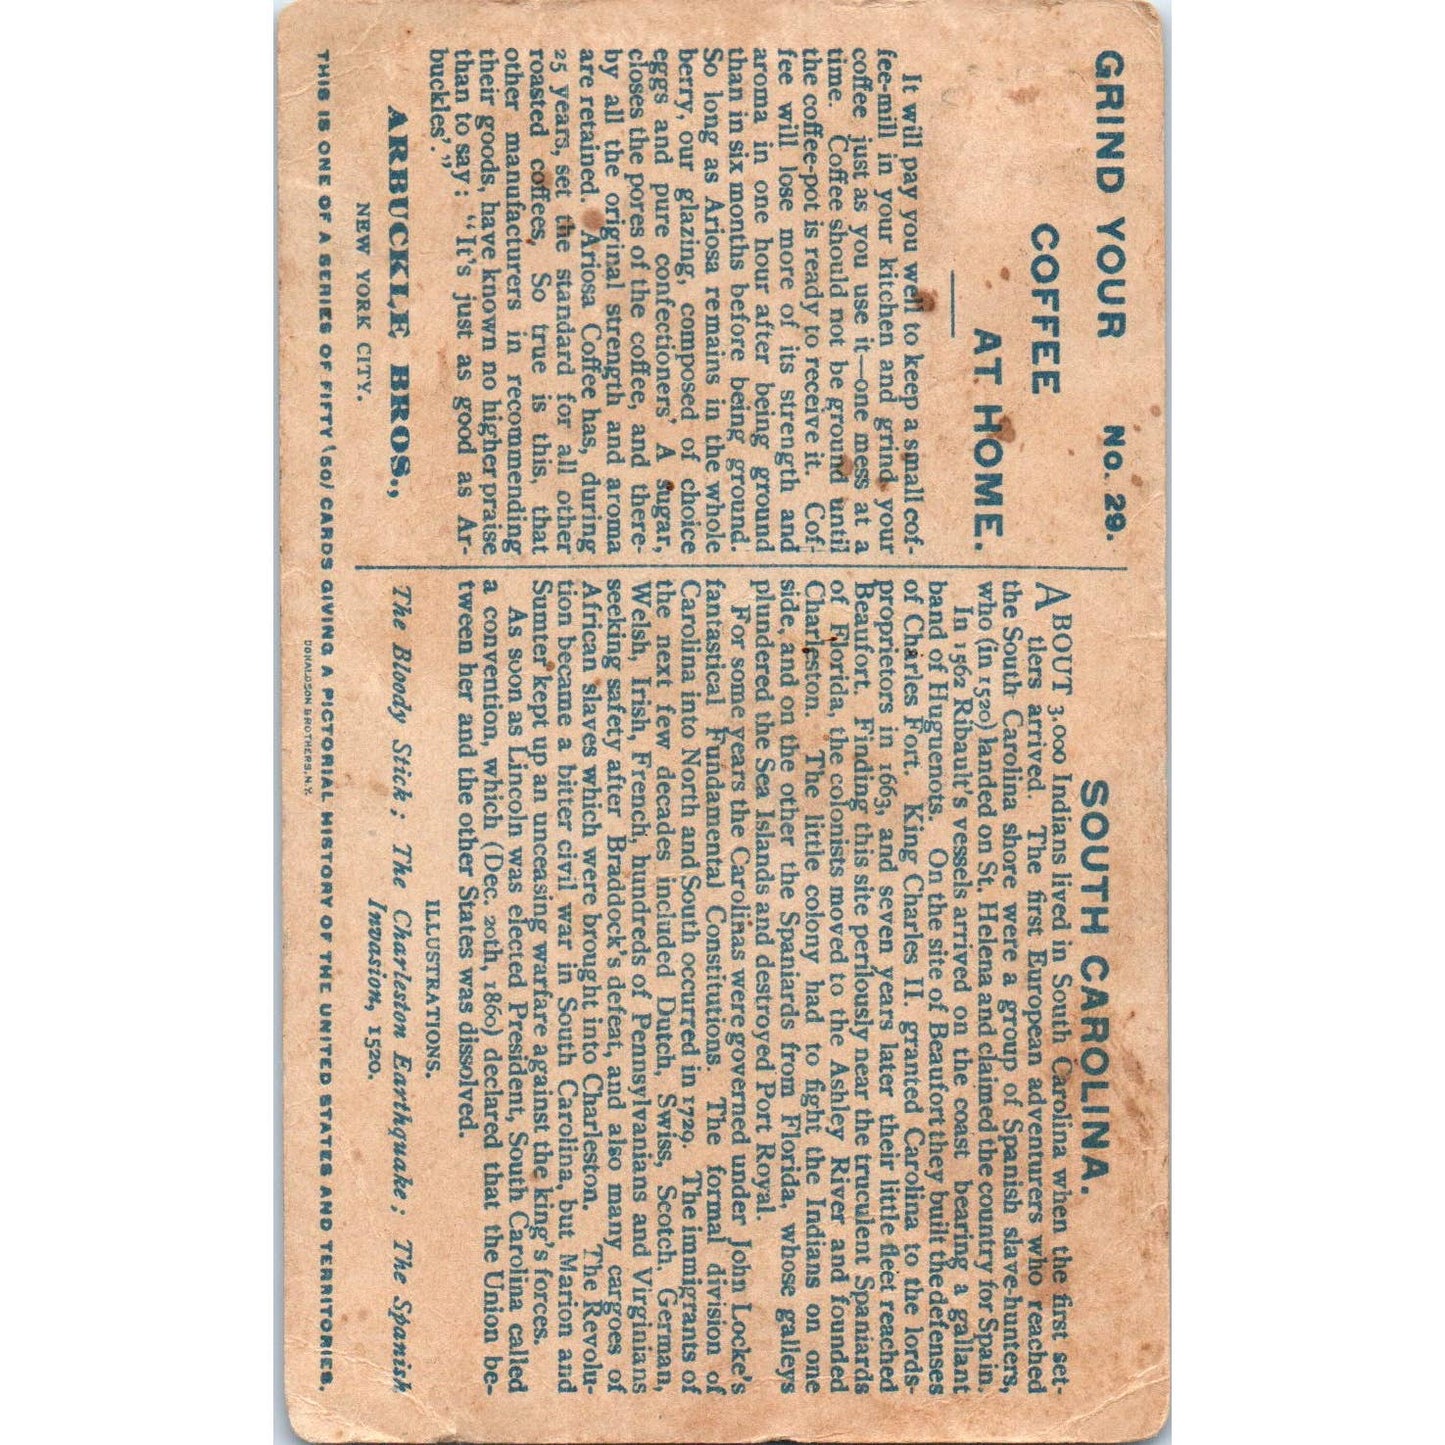 GRIND YOUR No. 29.
COFFEE
AT HOME.
It will pay you well to keep a small cof-
fee-mill in your kitchen and grind your
coffee just as you use it—one mess at a
time. Coffee should not be ground until
the coffee-pot is ready to receive it. Cof-
fee will lose more of its strength and
aroma in one hour after being ground
than in six months before being ground.
So long as Ariosa remains in the whole
berry, our glazing, composed of choice
eggs and pure confectioners' A sugar,
closes the pores of the coffee, and there-
by all the original strength and aroma
are retained. Ariosa Coffee has, during
25 years, set the standard for all other
roasted coffees. So true is this, that
other manufacturers in recommending
their goods, have known no higher praise
than to say: "It's just as good as Ar-
buckles'."
ARBUCKLE BROS.,
NEW YORK CITY.
SOUTH CAROLINA.
ABOUT 3,000 Indians lived in South Carolina when the first set-
tlers arrived. The first European adventurers who reached
the South Carolina shore were a group of Spanish slave-hunters,
who (in 1520) landed on St. Helena and claimed the country for Spain.
In 1562 Ribault's vessels arrived on the coast bearing a gallant
band of Huguenots. On the site of Beaufort they built the defenses
of Charles Fort. King Charles II. granted Carolina to the lords-
proprietors in 1663, and seven years later their little fleet reached
Beaufort. Finding this site perilously near the truculent Spaniards
of Florida, the colonists moved to the Ashley River and founded
Charleston. The little colony had to fight the Indians on one
side, and on the other the Spaniards from Florida, whose galleys
plundered the Sea Islands and destroyed Port Royal.
For some years the Carolinas were governed under John Locke's
fantastical Fundamental Constitutions. The formal division of
Carolina into North and South occurred in 1729. The immigrants of
the next few decades included Dutch, Swiss, Scotch, German,
Welsh, Irish, French, hundreds of Pennsylvanians and Virginians
seeking safety after Braddock's defeat, and also many cargoes of
African slaves which were brought into Charleston. The Revolu-
tion became a bitter civil war in South Carolina, but Marion and
Sumter kept up an unceasing warfare against the king's forces.
As soon as Lincoln was elected President, South Carolina called
a convention, which (Dec. 20th, 1860) declared that the Union be-
tween her and the other States was dissolved.
ILLUSTRATIONS.
The Bloody Stick; The Charleston Earthquake; The Spanish
Invasion, 1520.
THIS IS ONE OF A SERIES OF FIFTY (50) CARDS GIVING A PICTORIAL HISTORY OF THE UNITED STATES AND TERRITORIES.
DONALDSON BROTHERS, N.Y.